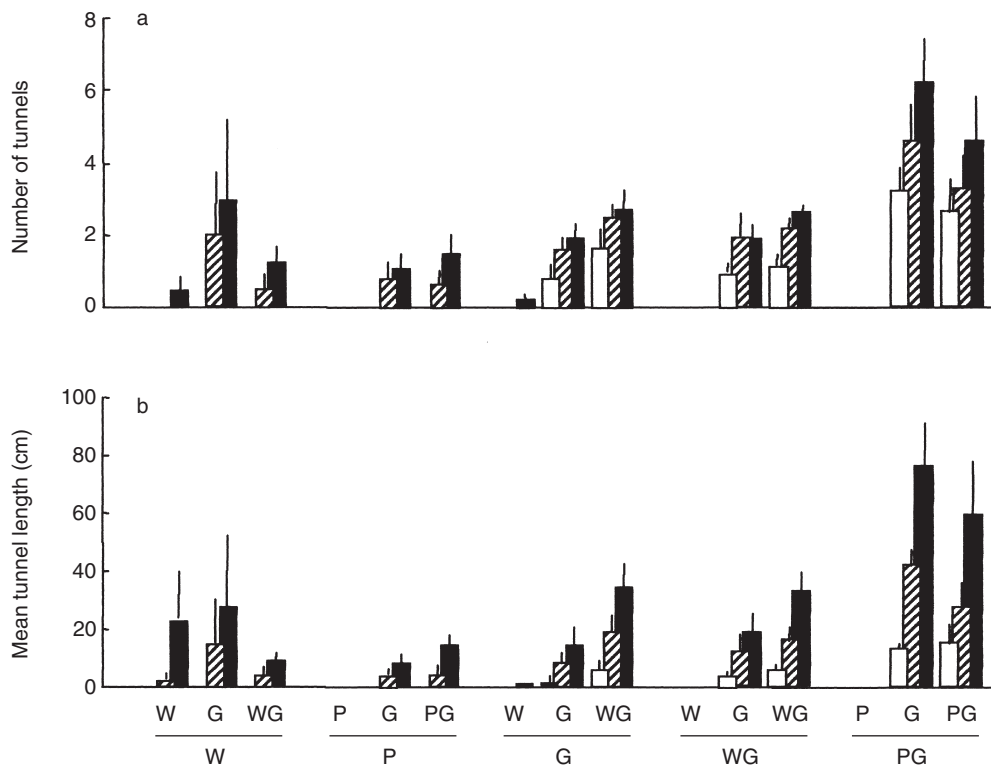 a
Number of tunnels
8
6
4
2
0
b
Mean tunnel length (cm)
100
80
60
40
20
0
W G WG P G PG W G WG W G WG P G PG
W P G WG PG